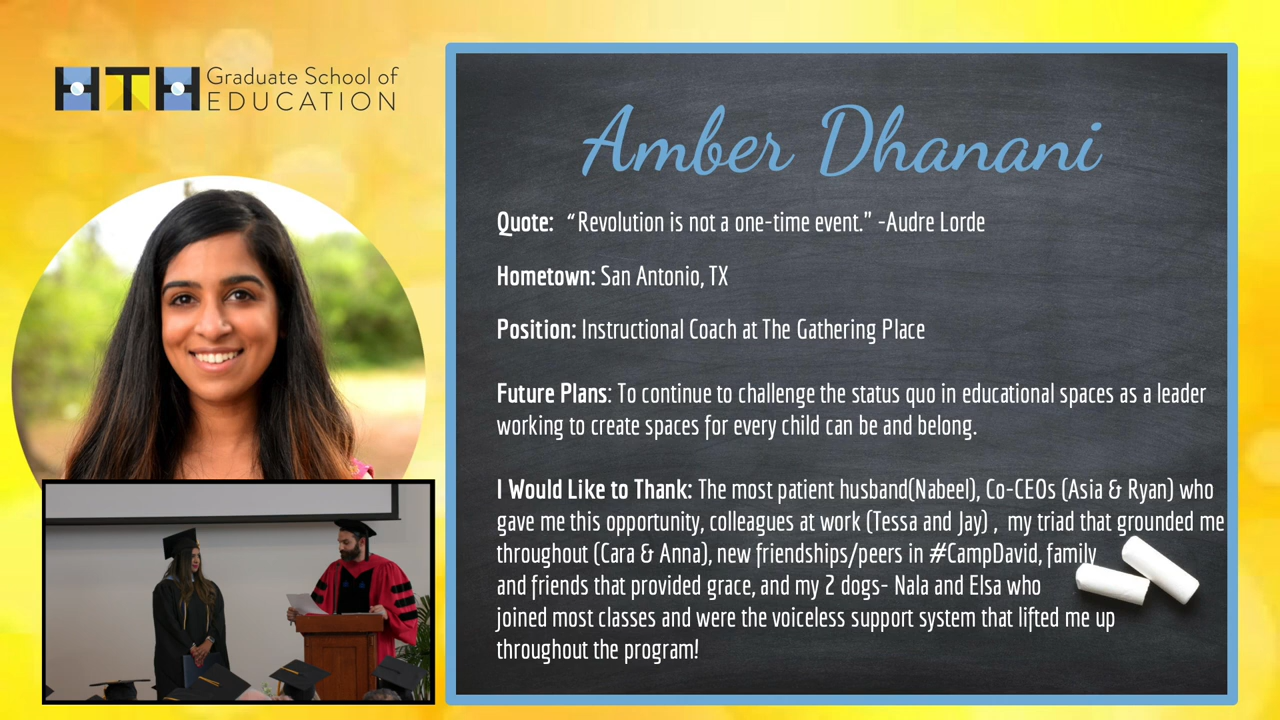 HTH Graduate School of
EDUCATION
Amber Dhanani
Quote: “Revolution is not a one-time event.” -Audre Lorde
Hometown: San Antonio, TX
Position: Instructional Coach at The Gathering Place
Future Plans: To continue to challenge the status quo in educational spaces as a leader
working to create spaces for every child can be and belong.
I Would Like to Thank: The most patient husband(Nabeel), Co-CEOs (Asia & Ryan) who
gave me this opportunity, colleagues at work (Tessa and Jay) , my triad that grounded me
throughout (Cara & Anna), new friendships/peers in #CampDavid, family
and friends that provided grace, and my 2 dogs- Nala and Elsa who
joined most classes and were the voiceless support system that lifted me up
throughout the program!